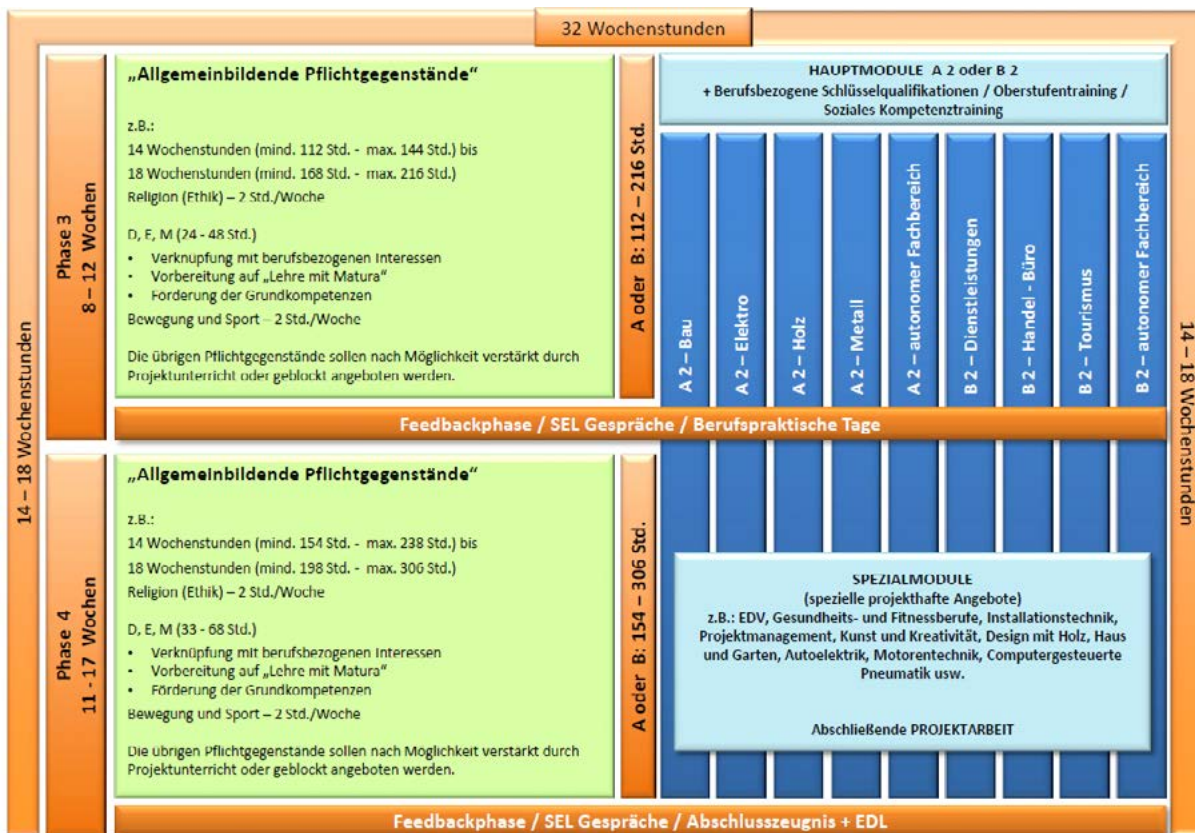 32 Wochenstunden
14 – 18 Wochenstunden
Phase 3
8 – 12 Wochen
„Allgemeinbildende Pflichtgegenstände“
z.B.:
14 Wochenstunden (mind. 112 Std. - max. 144 Std.) bis
18 Wochenstunden (mind. 168 Std. - max. 216 Std.)
Religion (Ethik) – 2 Std./Woche
D, E, M (24 - 48 Std.)
• Verknüpfung mit berufsbezogenen Interessen
• Vorbereitung auf „Lehre mit Matura“
• Förderung der Grundkompetenzen
Bewegung und Sport – 2 Std./Woche
Die übrigen Pflichtgegenstände sollen nach Möglichkeit verstärkt durch
Projektunterricht oder geblockt angeboten werden.
A oder B: 112 – 216 Std.
HAUPTMODULE A 2 oder B 2
+ Berufsbezogene Schlüsselqualifikationen / Oberstufentraining /
Soziales Kompetenztraining
A 2 – Bau
A 2 – Elektro
A 2 – Holz
A 2 – Metall
A 2 – autonomer Fachbereich
B 2 – Dienstleistungen
B 2 – Handel - Büro
B 2 – Tourismus
B 2 – autonomer Fachbereich
14 – 18 Wochenstunden
Feedbackphase / SEL Gespräche / Berufspraktische Tage
Phase 4
11 - 17 Wochen
„Allgemeinbildende Pflichtgegenstände“
z.B.:
14 Wochenstunden (mind. 154 Std. - max. 238 Std.) bis
18 Wochenstunden (mind. 198 Std. - max. 306 Std.)
Religion (Ethik) – 2 Std./Woche
D, E, M (33 - 68 Std.)
• Verknüpfung mit berufsbezogenen Interessen
• Vorbereitung auf „Lehre mit Matura“
• Förderung der Grundkompetenzen
Bewegung und Sport – 2 Std./Woche
Die übrigen Pflichtgegenstände sollen nach Möglichkeit verstärkt durch
Projektunterricht oder geblockt angeboten werden.
A oder B: 154 – 306 Std.
SPEZIALMODULE
(spezielle projekthafte Angebote)
z.B.: EDV, Gesundheits- und Fitnessberufe, Installationstechnik,
Projektmanagement, Kunst und Kreativität, Design mit Holz, Haus
und Garten, Autoelektrik, Motorentechnik, Computergesteuerte
Pneumatik usw.
Abschließende PROJEKTARBEIT
Feedbackphase / SEL Gespräche / Abschlusszeugnis + EDL